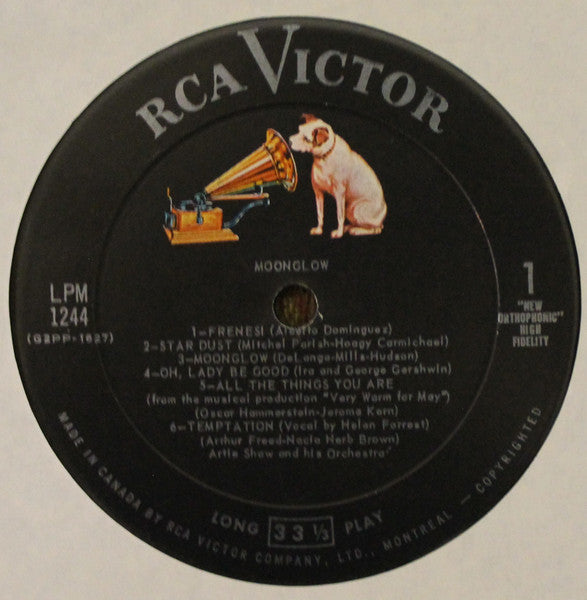 RCA VICTOR
MOONGLOW
LPM
1244
(G2PP-1627)
1
"NEW
ORTHOPHONIC"
HIGH
FIDELITY
1—FRENESI (Alberto Dominguez)
2—STAR DUST (Mitchel Parish-Hoagy Carmichael)
3—MOONGLOW (DeLange-Mills-Hudson)
4—OH, LADY BE GOOD (Ira and George Gershwin)
5—ALL THE THINGS YOU ARE
(from the musical production "Very Warm for May")
(Oscar Hammerstein-Jerome Kern)
6—TEMPTATION (Vocal by Helen Forrest)
(Arthur Freed-Nacio Herb Brown)
Artie Shaw and his Orchestra
LONG 33 1/3 PLAY
MADE IN CANADA BY RCA VICTOR COMPANY, LTD., MONTREAL — COPYRIGHTED